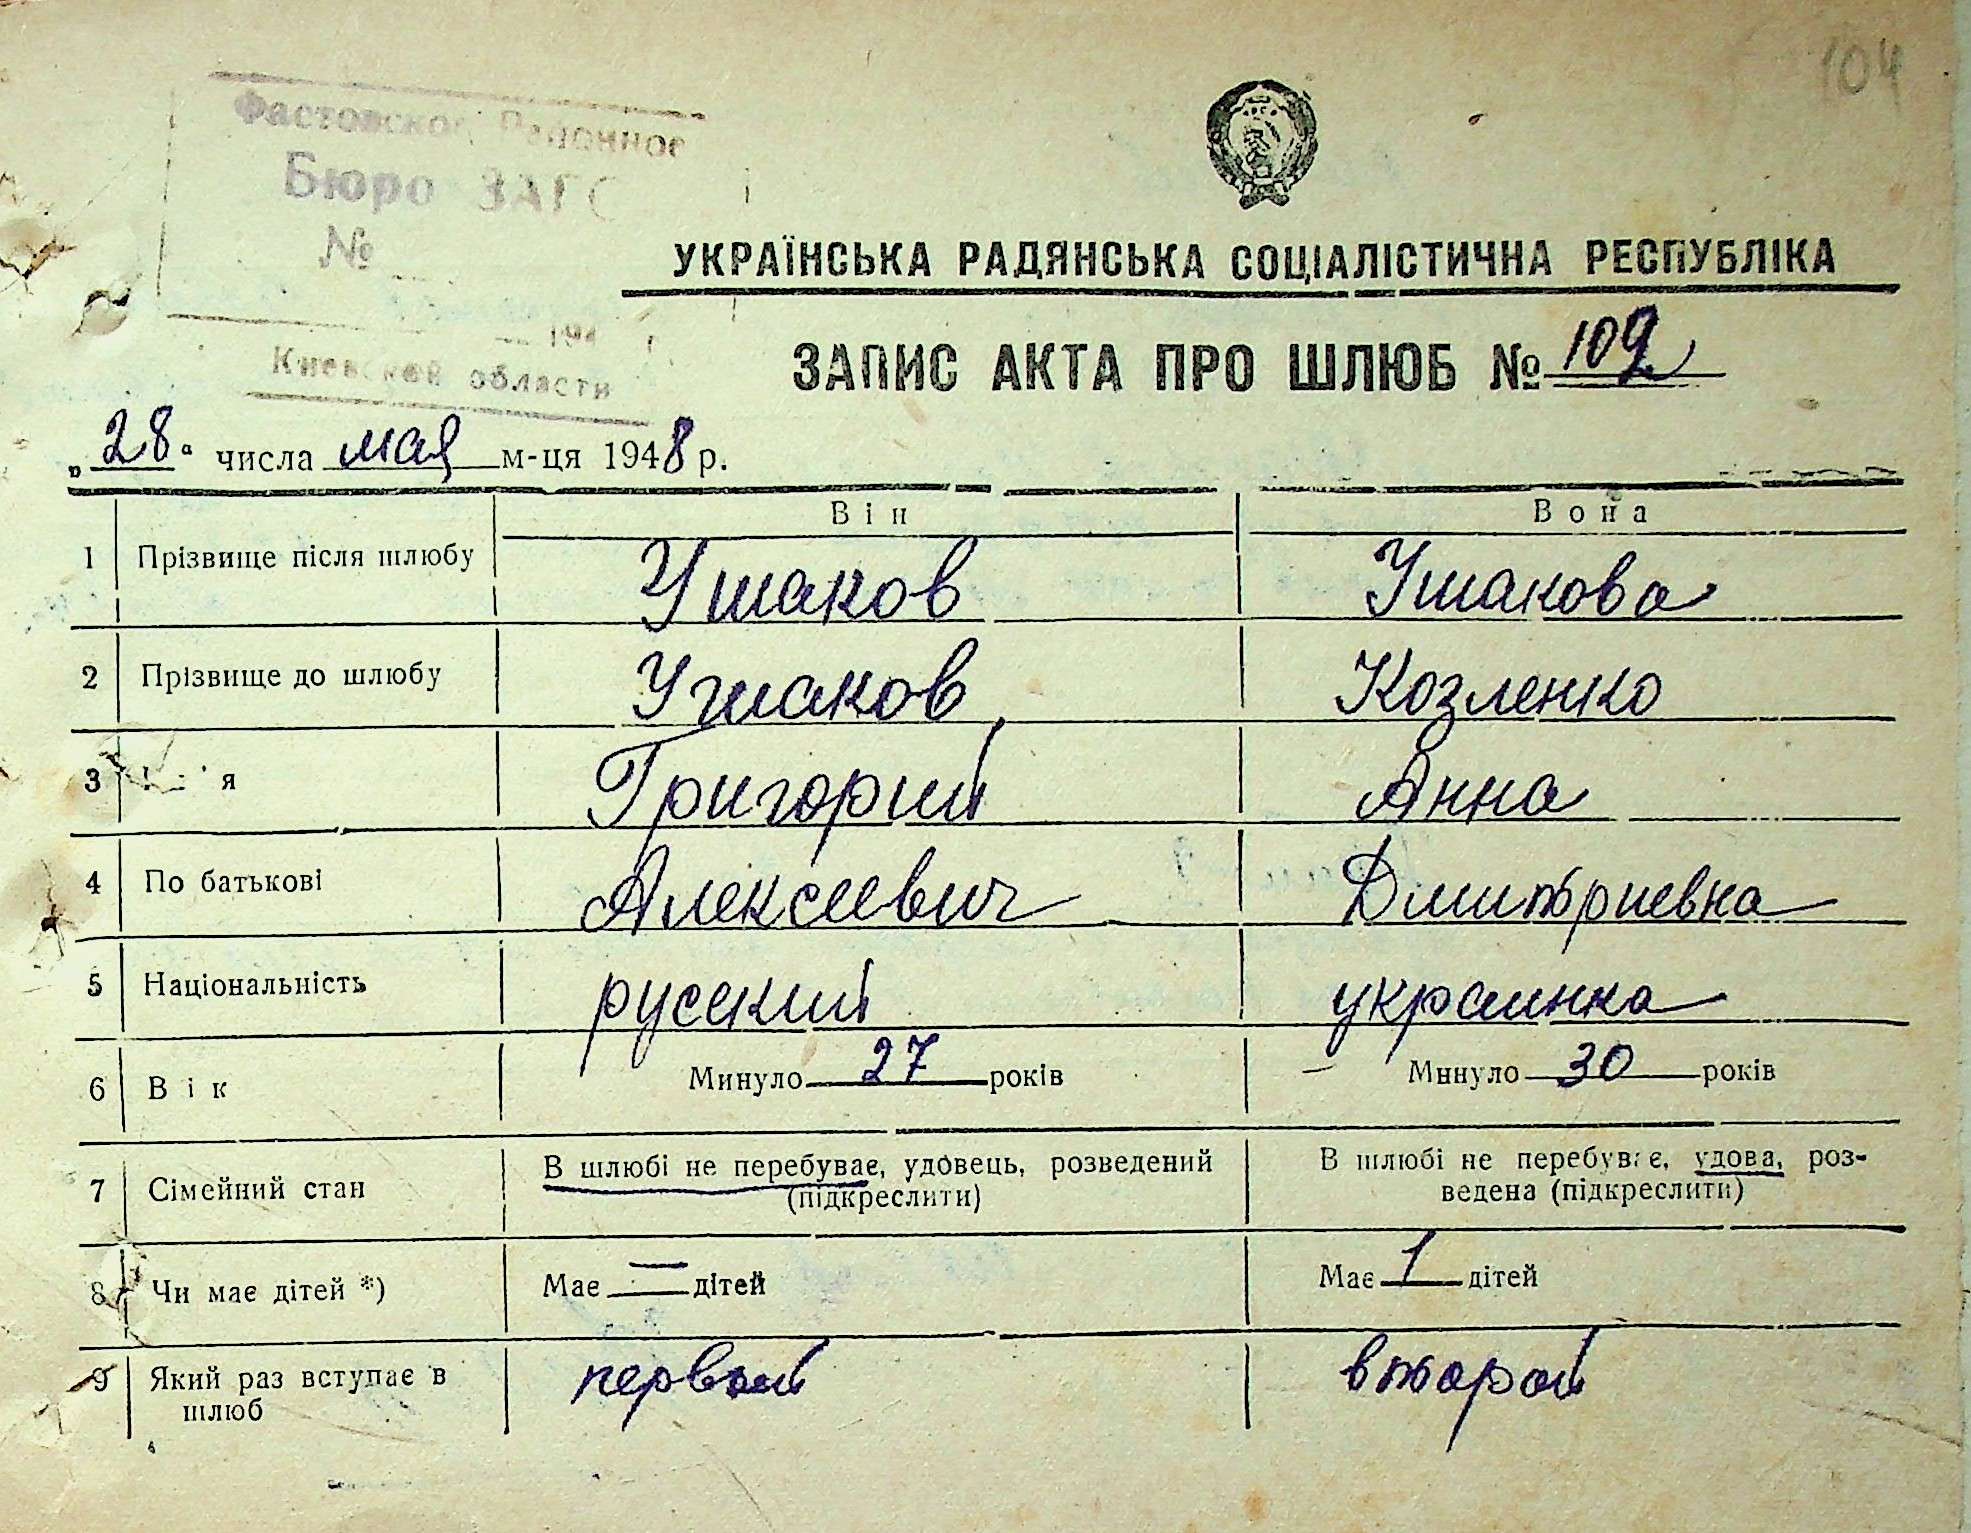 104
Фастовское Районное
Бюро ЗАГС
№
194 г.
Киевской области
УКРАЇНСЬКА РАДЯНСЬКА СОЦІАЛІСТИЧНА РЕСПУБЛІКА
ЗАПИС АКТА ПРО ШЛЮБ № 102
„28“ числа мая м-ця 1948 р.
Він Вона
1 Прізвище після шлюбу Ушаков Ушакова
2 Прізвище до шлюбу Ушаков Козленко
3 І я Григорий Анна
4 По батькові Алексеевич Дмитриевна
5 Національність русский украинка
6 Вік Минуло 27 років Минуло 30 років
7 Сімейний стан В шлюбі не перебуває, удовець, розведений (підкреслити) В шлюбі не перебуває, удова, роз-
ведена (підкреслити)
8 Чи має дітей *) Має — дітей Має 1 дітей
9 Який раз вступає в шлюб первый второй